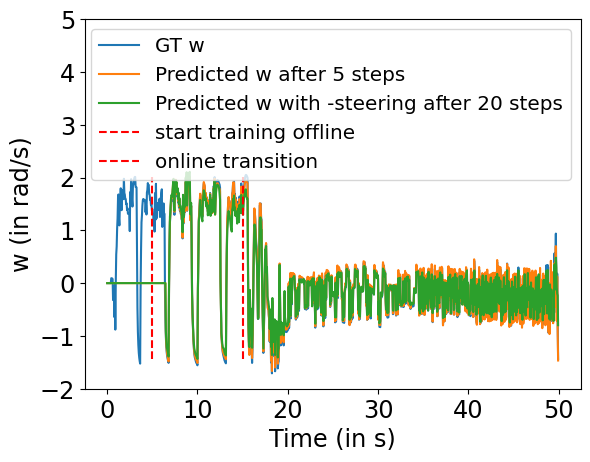 GT w
Predicted w after 5 steps
Predicted w with -steering after 20 steps
start training offline
online transition
w (in rad/s)
5
4
3
2
1
0
−1
−2
0 10 20 30 40 50
Time (in s)